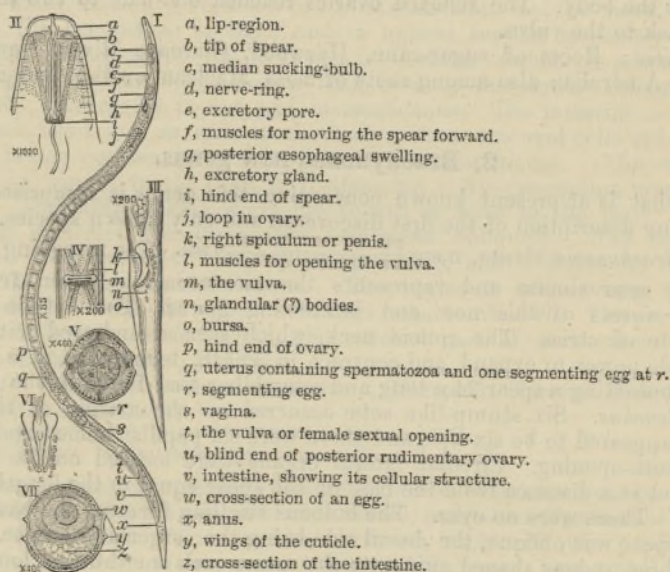 II
I
a
b
c
d
e
f
g
h
i
j
×1000
III
×200
IV
k
l
m
n
o
×200
×115
V
×400
p
q
VI
r
s
t
u
v
w
x
y
z
VII
×400
a, lip-region.
b, tip of spear.
c, median sucking-bulb.
d, nerve-ring.
e, excretory pore.
f, muscles for moving the spear forward.
g, posterior œsophageal swelling.
h, excretory gland.
i, hind end of spear.
j, loop in ovary.
k, right spiculum or penis.
l, muscles for opening the vulva.
m, the vulva.
n, glandular (?) bodies.
o, bursa.
p, hind end of ovary.
q, uterus containing spermatozoa and one segmenting egg at r.
r, segmenting egg.
s, vagina.
t, the vulva or female sexual opening.
u, blind end of posterior rudimentary ovary.
v, intestine, showing its cellular structure.
w, cross-section of an egg.
x, anus.
y, wings of the cuticle.
z, cross-section of the intestine.